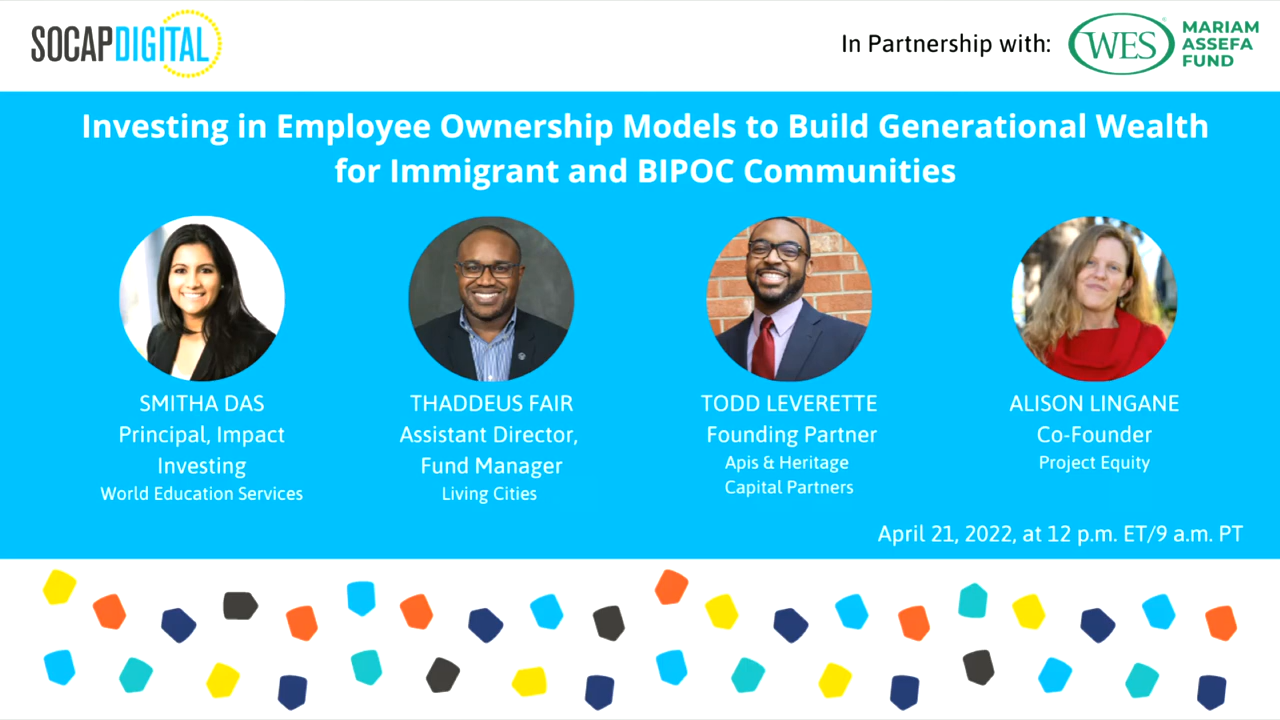 SOCAPDIGITAL
In Partnership with:
WES
MARIAM
ASSEFA
FUND
Investing in Employee Ownership Models to Build Generational Wealth
for Immigrant and BIPOC Communities
SMITHA DAS
Principal, Impact
Investing
World Education Services
THADDEUS FAIR
Assistant Director,
Fund Manager
Living Cities
TODD LEVERETTE
Founding Partner
Apis & Heritage
Capital Partners
ALISON LINGANE
Co-Founder
Project Equity
April 21, 2022, at 12 p.m. ET/9 a.m. PT